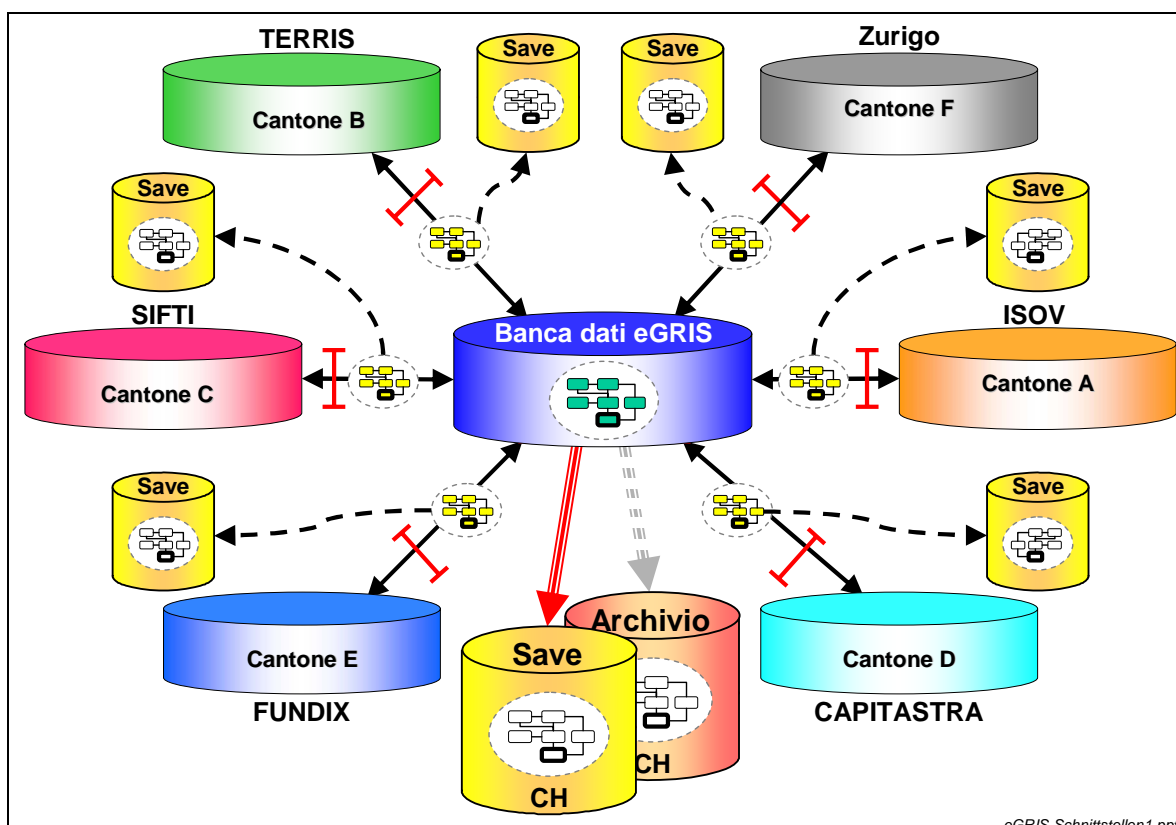 TERRIS
Save
Save
Zurigo
Cantone B
Cantone F
Save
Save
SIFTI
Banca dati eGRIS
ISOV
Cantone C
Cantone A
Save
Save
Archivio
Save
Cantone E
Cantone D
FUNDIX
CAPITASTRA
CH
CH